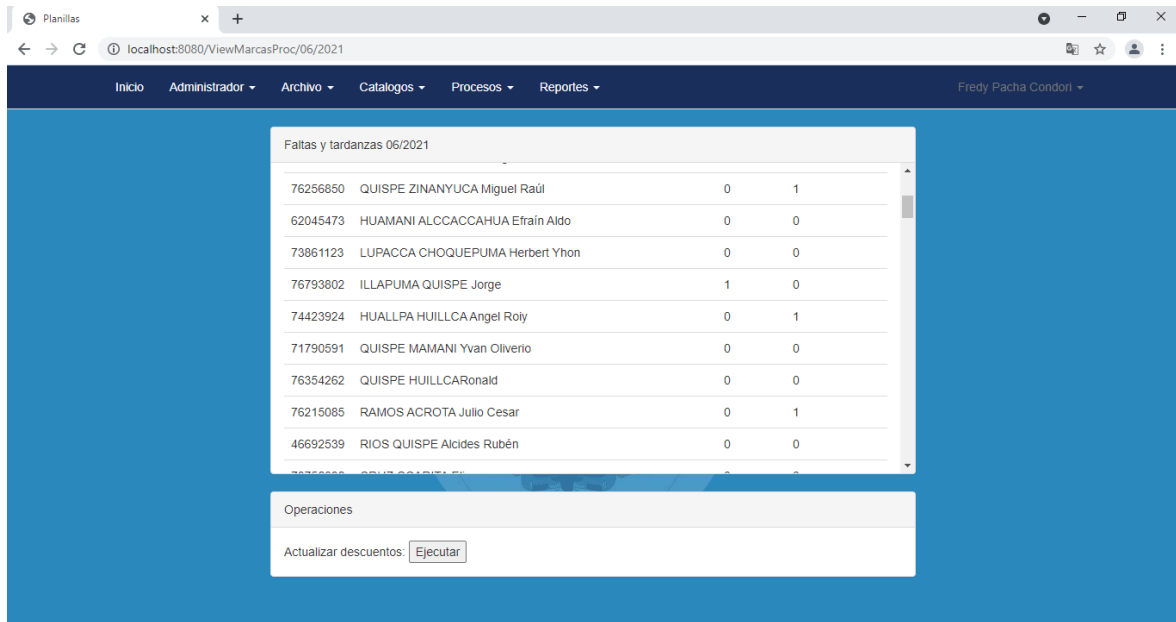 Planillas
localhost:8080/ViewMarcasProc/06/2021
Inicio Administrador Archivo Catalogos Procesos Reportes Fredy Pacha Condori
Faltas y tardanzas 06/2021
76256850 QUISPE ZINANYUCA Miguel Raúl 0 1
62045473 HUAMANI ALCCACCAHUA Efraín Aldo 0 0
73861123 LUPACCA CHOQUEPUMA Herbert Yhon 0 0
76793802 ILLAPUMA QUISPE Jorge 1 0
74423924 HUALLPA HUILLCA Angel Roiy 0 1
71790591 QUISPE MAMANI Yvan Oliverio 0 0
76354262 QUISPE HUILLCARonald 0 0
76215085 RAMOS ACROTA Julio Cesar 0 1
46692539 RIOS QUISPE Alcides Rubén 0 0
Operaciones
Actualizar descuentos: Ejecutar